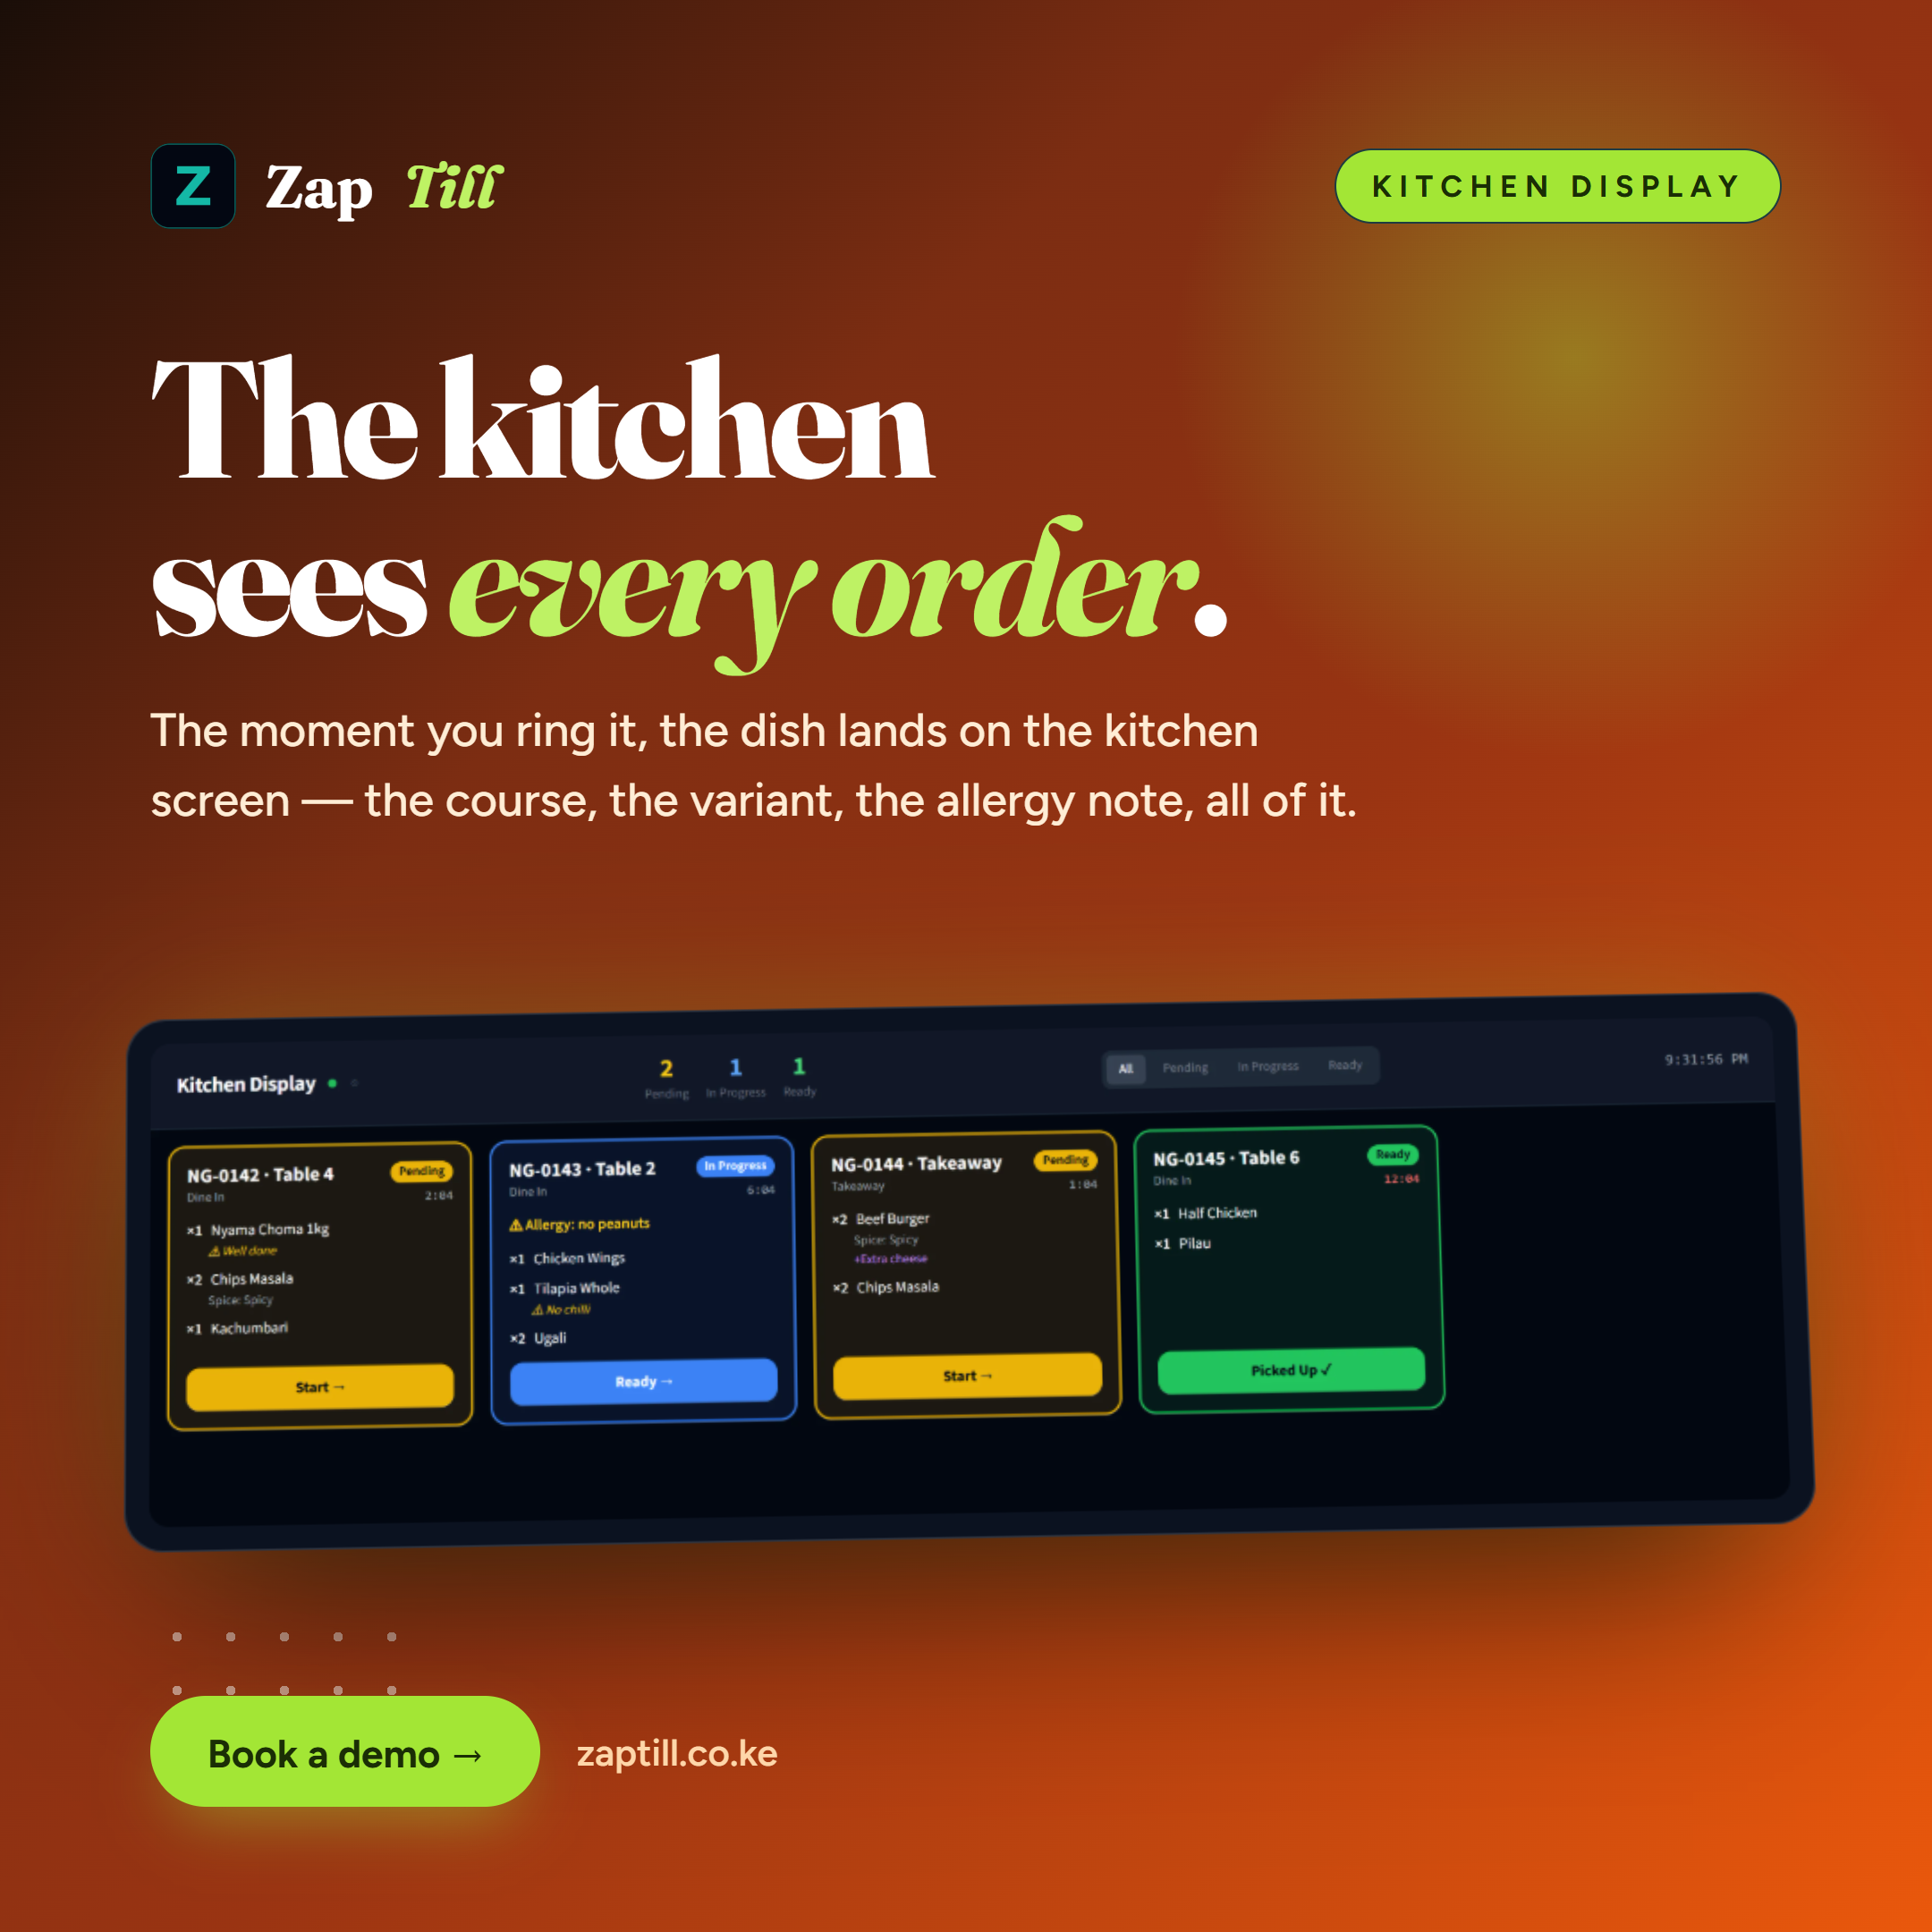 Z Zap Till
KITCHEN DISPLAY
The kitchen
sees every order.
The moment you ring it, the dish lands on the kitchen
screen — the course, the variant, the allergy note, all of it.
Kitchen Display
2 1 1
Pending In Progress Ready
All Pending In Progress Ready
9:31:56 PM
NG-0142 · Table 4 Pending
Dine In 2:04
×1 Nyama Choma 1kg
⚠ Well done
×2 Chips Masala
Spice: Spicy
×1 Kachumbari
Start →
NG-0143 · Table 2 In Progress
Dine In 6:04
⚠ Allergy: no peanuts
×1 Chicken Wings
×1 Tilapia Whole
⚠ No chilli
×2 Ugali
Ready →
NG-0144 · Takeaway Pending
Takeaway 1:04
×2 Beef Burger
Spice: Spicy
+Extra cheese
×2 Chips Masala
Start →
NG-0145 · Table 6 Ready
Dine In 12:04
×1 Half Chicken
×1 Pilau
Picked Up ✓
Book a demo →
zaptill.co.ke